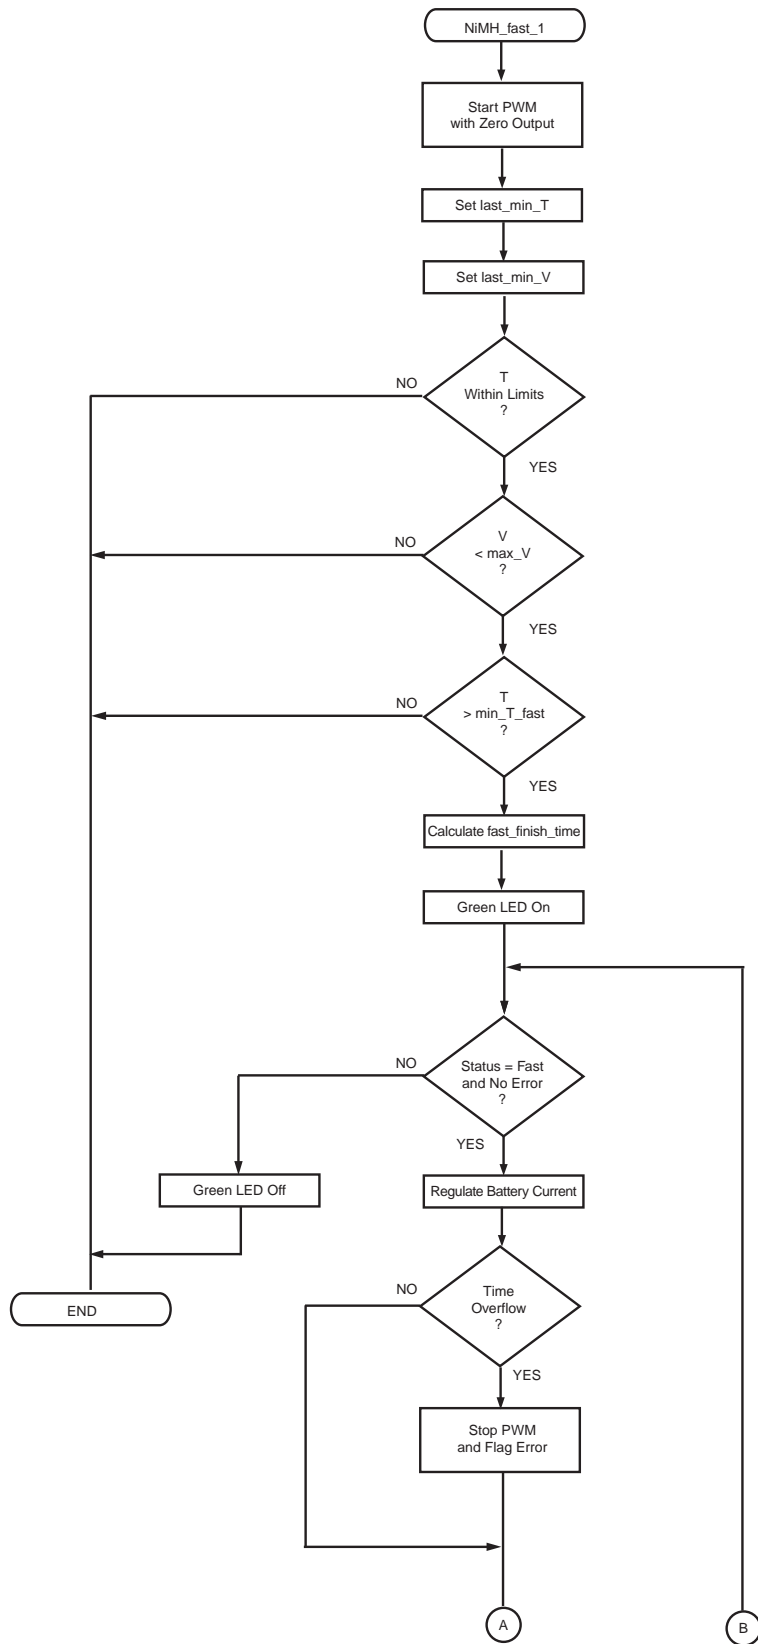 NiMH_fast_1
Start PWM
with Zero Output
Set last_min_T
Set last_min_V
T
Within Limits
?
NO
YES
V
< max_V
?
NO
YES
T
> min_T_fast
?
NO
YES
Calculate fast_finish_time
Green LED On
Status = Fast
and No Error
?
NO
YES
Green LED Off
Regulate Battery Current
END
Time
Overflow
?
NO
YES
Stop PWM
and Flag Error
A
B